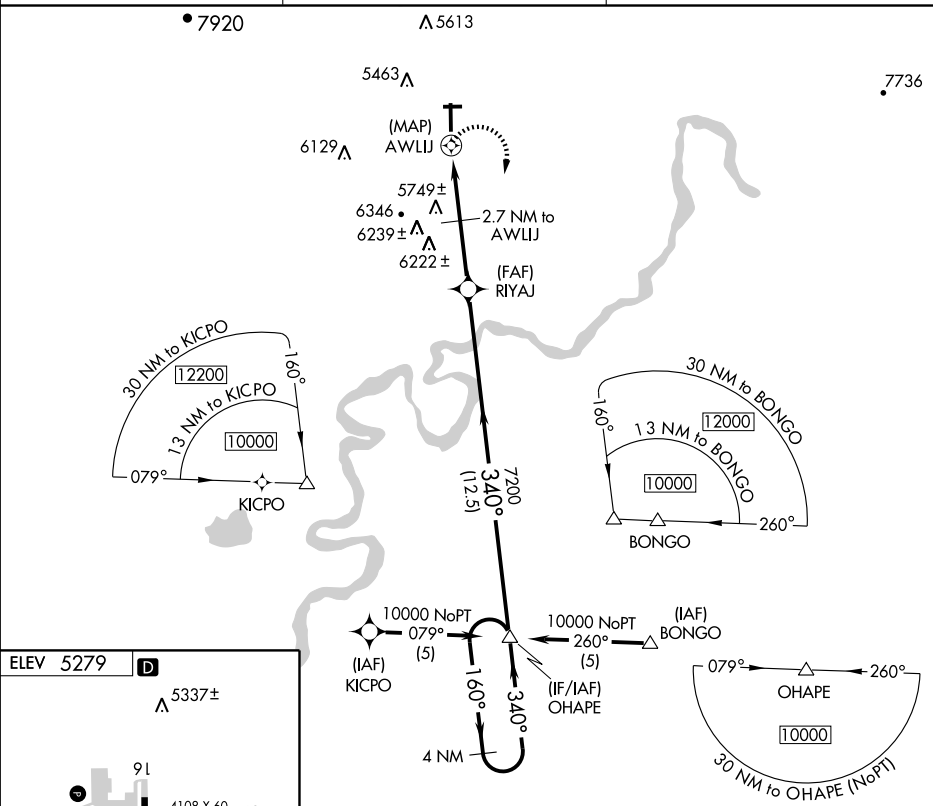 7920
5613
5463
7736
(MAP)
AWLIJ
6129
5749±
6346
6239±
6222±
2.7 NM to
AWLIJ
(FAF)
RIYAJ
30 NM to KICPO
12200
160°
13 NM to KICPO
10000
079°
KICPO
30 NM to BONGO
12000
160°
13 NM to BONGO
10000
260°
BONGO
7200
340°
(12.5)
10000 NoPT
079°
(5)
(IAF)
KICPO
10000 NoPT
260°
(5)
(IAF)
BONGO
(IF/IAF)
OHAPE
160°
340°
4 NM
079°
260°
OHAPE
10000
30 NM to OHAPE (NoPT)
ELEV 5279
D
5337±
16
P
4108 X 60